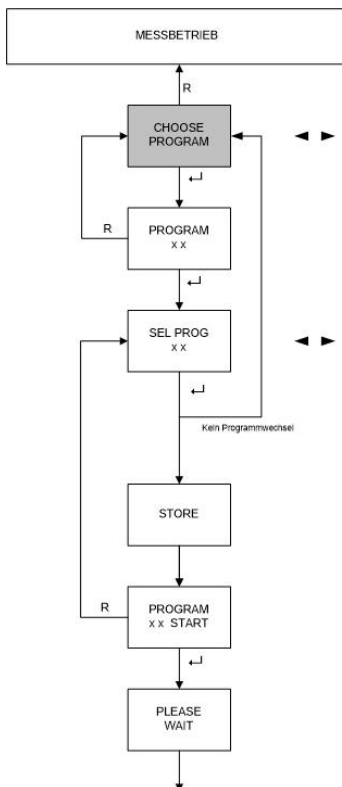 MESSBETRIEB
R
CHOOSE
PROGRAM
R
PROGRAM
x x
SEL PROG
x x
Kein Programmwechsel
STORE
R
PROGRAM
x x START
PLEASE
WAIT